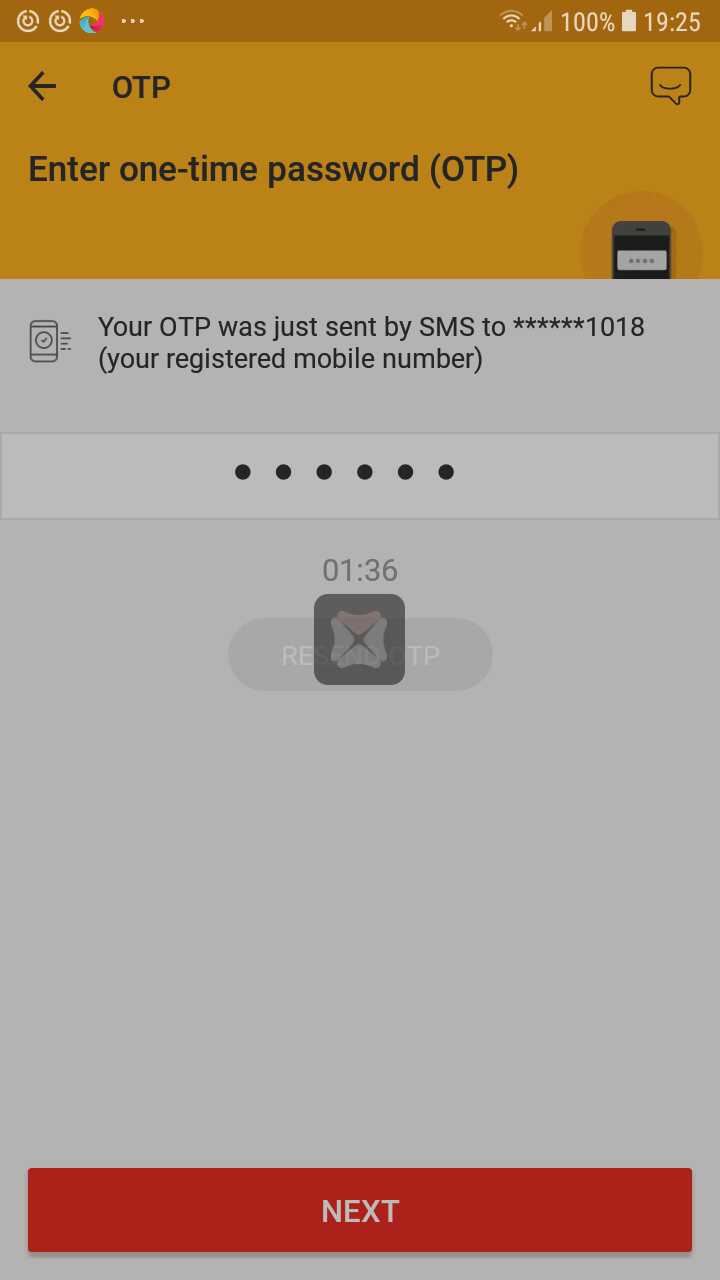 100% 19:25
OTP
Enter one-time password (OTP)
Your OTP was just sent by SMS to ******1018
(your registered mobile number)
01:36
RESEND OTP
NEXT